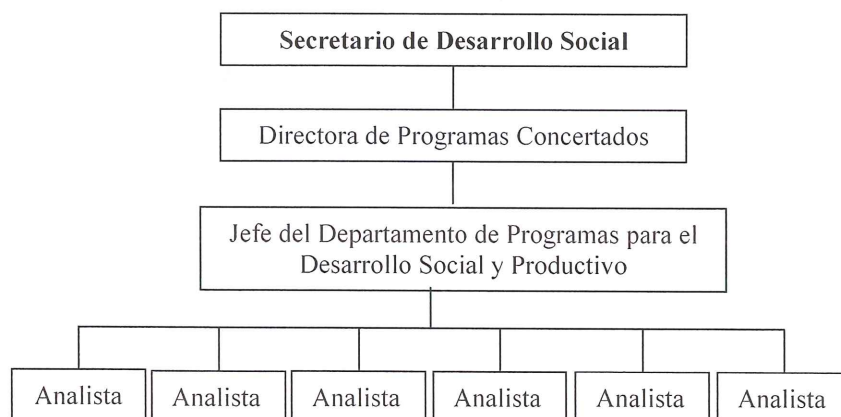 Secretario de Desarrollo Social
Directora de Programas Concertados
Jefe del Departamento de Programas para el
Desarrollo Social y Productivo
Analista
Analista
Analista
Analista
Analista
Analista